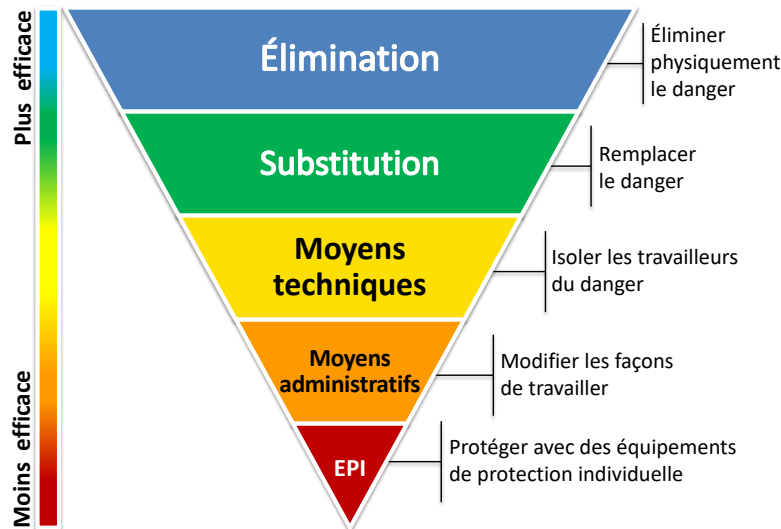 Plus efficace
Moins efficace
Élimination
Éliminer
physiquement
le danger
Substitution
Remplacer
le danger
Moyens
techniques
Isoler les travailleurs
du danger
Moyens
administratifs
Modifier les façons
de travailler
EPI
Protéger avec des équipements
de protection individuelle